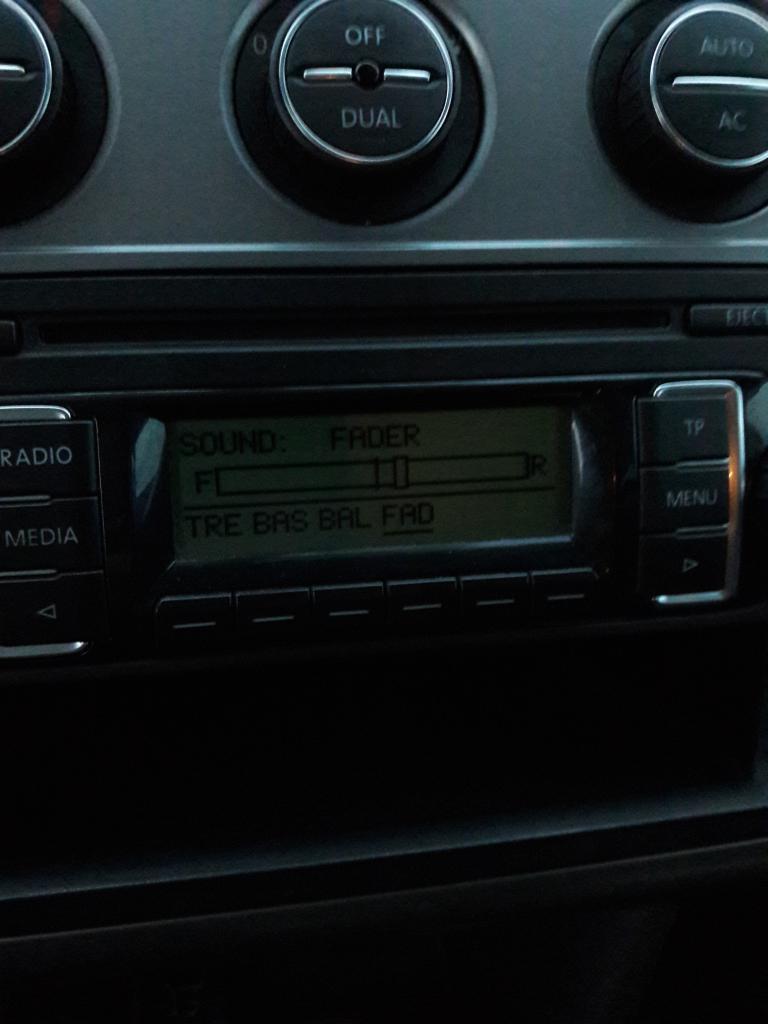 0
OFF
DUAL
AUTO
AC
EJECT
RADIO
MEDIA
SOUND: FADER
F R
TRE BAS BAL FAD
TP
MENU